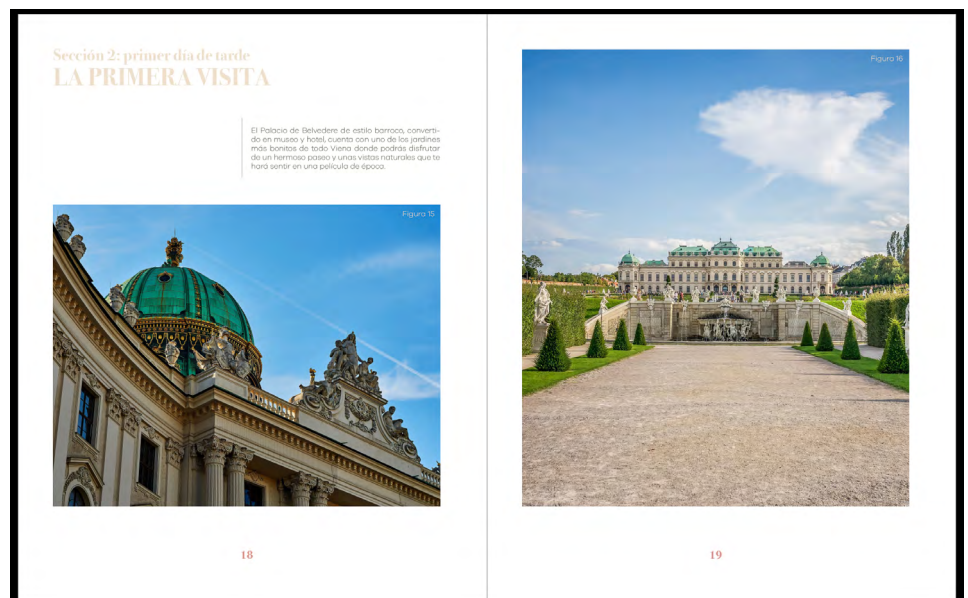 Sección 2: primer día de tarde
LA PRIMERA VISITA
El Palacio de Belvedere de estilo barroco, converti-
do en museo y hotel, cuenta con uno de los jardines
más bonitos de todo Viena donde podrás disfrutar
de un hermoso paseo y unas vistas naturales que te
hará sentir en una película de época.
Figura 15
18
Figura 16
19